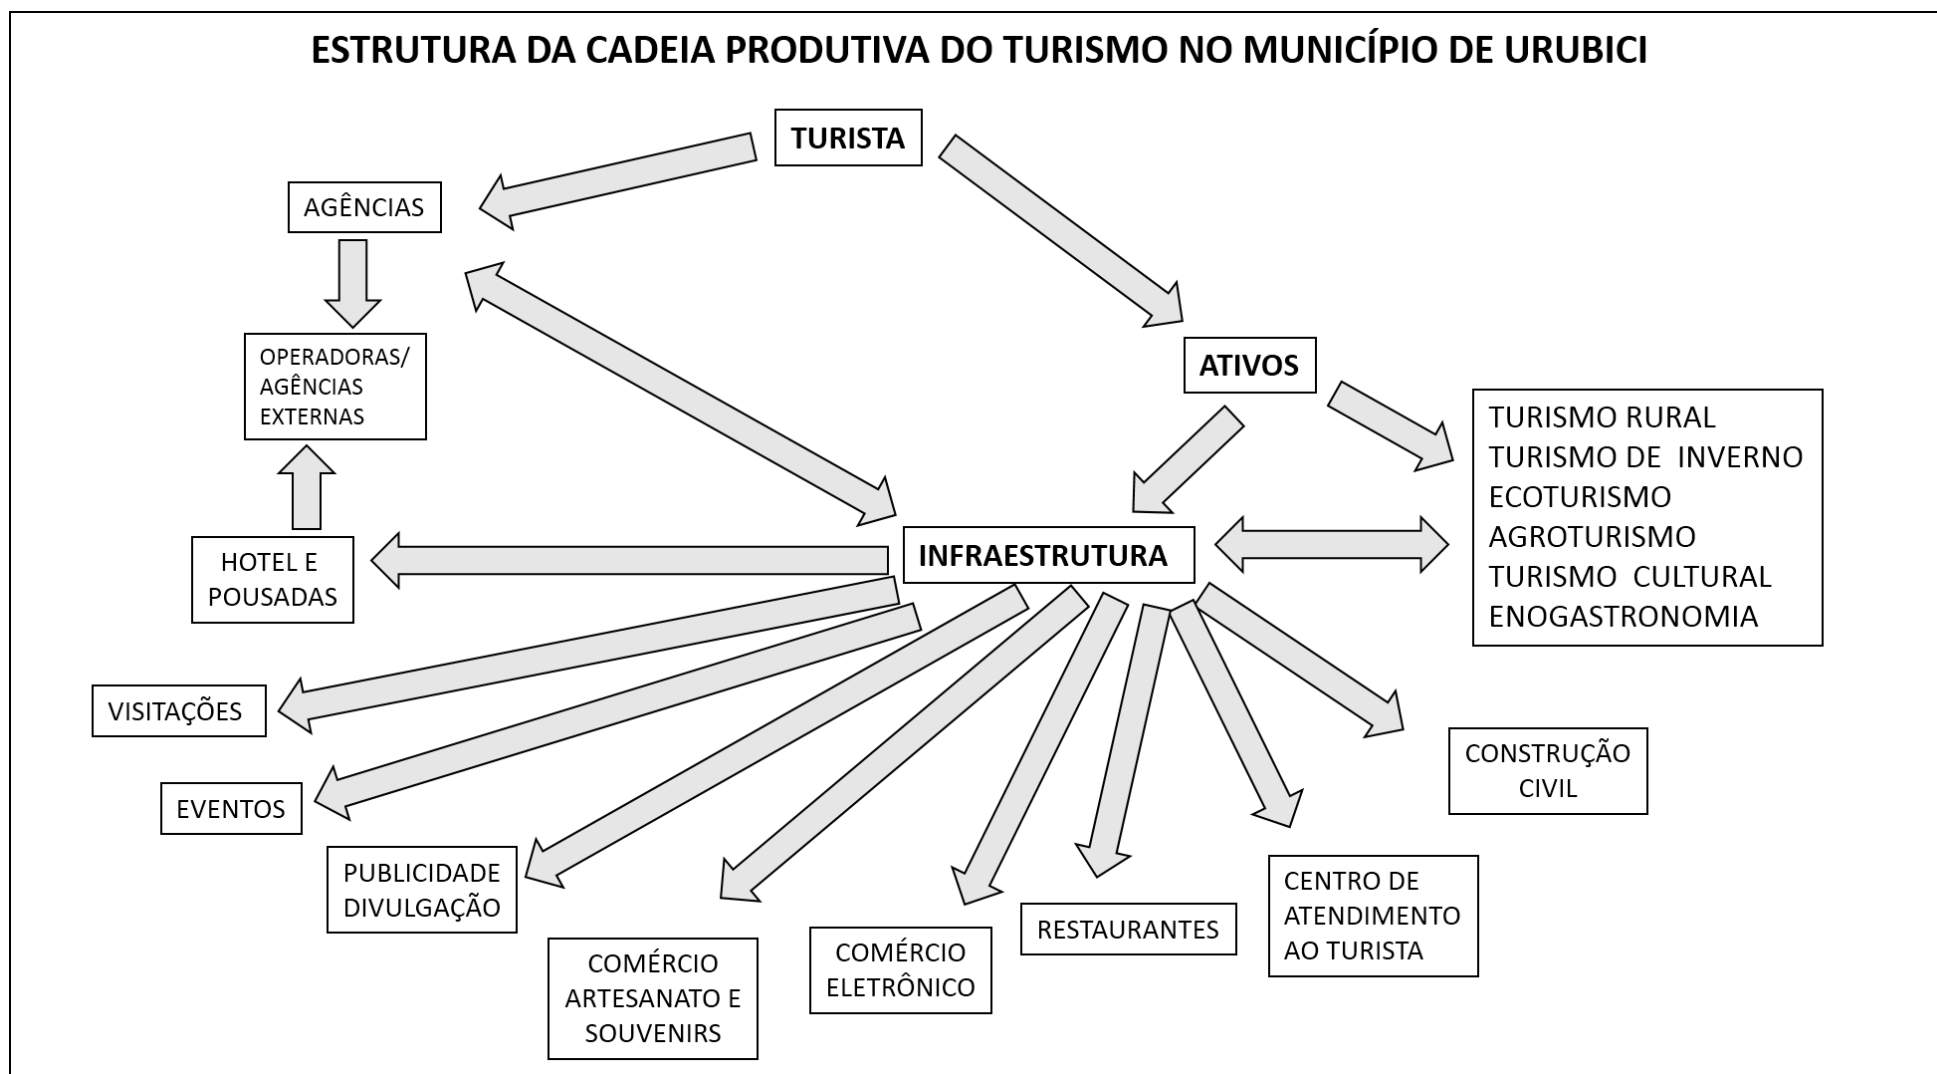 ESTRUTURA DA CADEIA PRODUTIVA DO TURISMO NO MUNICÍPIO DE URUBICI
TURISTA
AGÊNCIAS
OPERADORAS/
AGÊNCIAS
EXTERNAS
ATIVOS
TURISMO RURAL
TURISMO DE INVERNO
ECOTURISMO
AGROTURISMO
TURISMO CULTURAL
ENOGASTRONOMIA
INFRAESTRUTURA
HOTEL E
POUSADAS
VISITAÇÕES
EVENTOS
PUBLICIDADE
DIVULGAÇÃO
COMÉRCIO
ARTESANATO E
SOUVENIRS
COMÉRCIO
ELETRÔNICO
RESTAURANTES
CENTRO DE
ATENDIMENTO
AO TURISTA
CONSTRUÇÃO
CIVIL